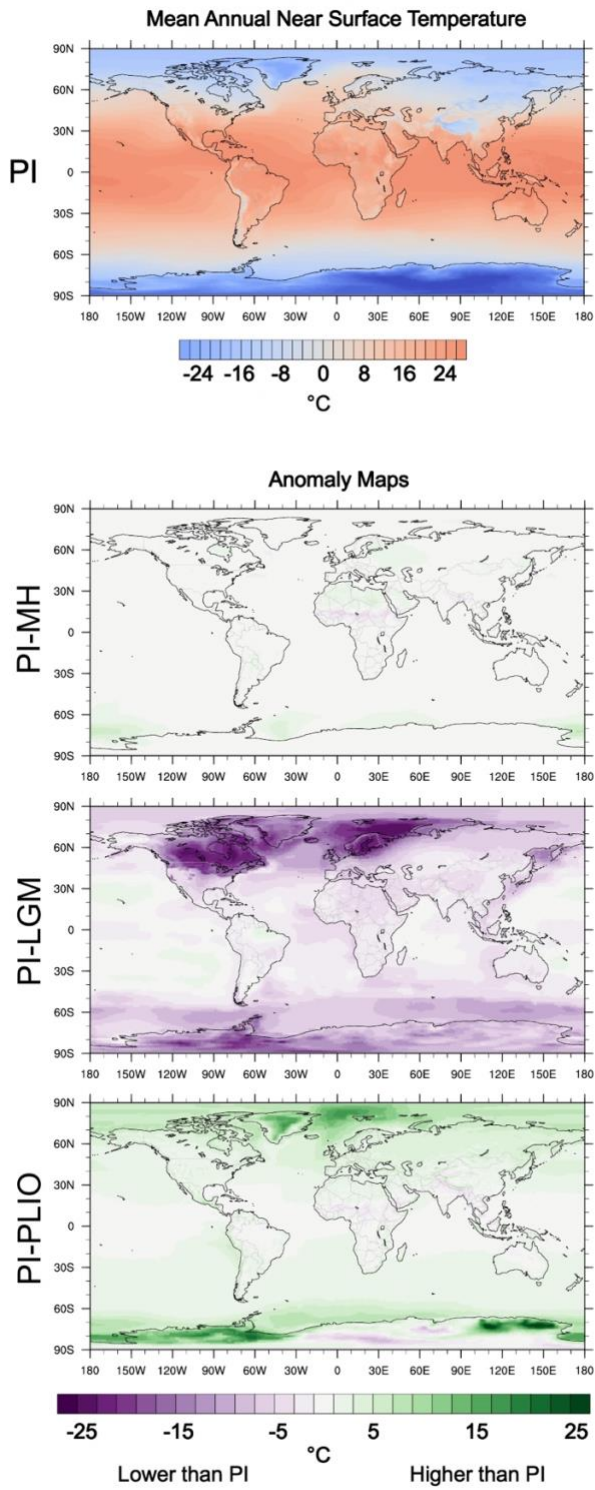 Mean Annual Near Surface Temperature
90N
60N
30N
0
30S
60S
90S
PI
180 150W 120W 90W 60W 30W 0 30E 60E 90E 120E 150E 180
-24 -16 -8 0 8 16 24
°C
Anomaly Maps
90N
60N
30N
0
30S
60S
90S
PI-MH
180 150W 120W 90W 60W 30W 0 30E 60E 90E 120E 150E 180
90N
60N
30N
0
30S
60S
90S
PI-LGM
180 150W 120W 90W 60W 30W 0 30E 60E 90E 120E 150E 180
90N
60N
30N
0
30S
60S
90S
PI-PLIO
180 150W 120W 90W 60W 30W 0 30E 60E 90E 120E 150E 180
-25 -15 -5 5 15 25
°C
Lower than PI Higher than PI